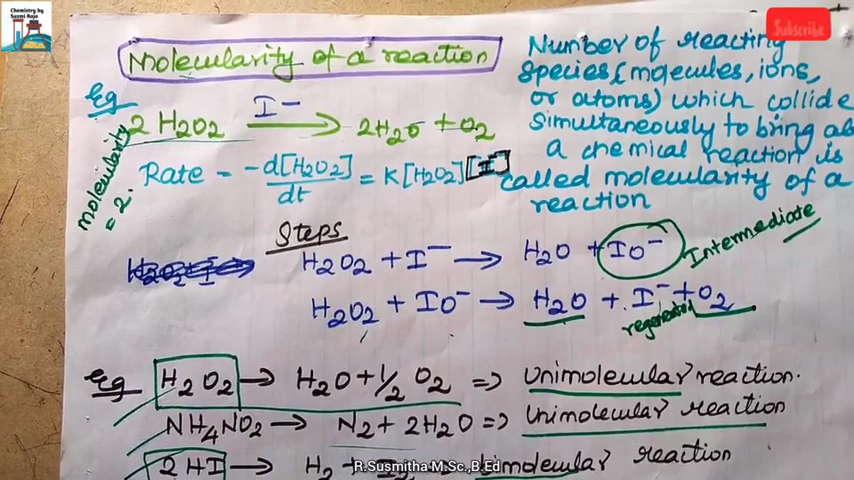 Chemistry by
Susmi Raja
Subscribe
Molecularity of a reaction
Number of reacting
species (molecules, ions,
or atoms) which collide
simultaneously to bring ab
a chemical reaction is
called molecularity of a
reaction
Eg
2 H2O2 —I⁻→ 2H2O + O2
molecularity
= 2.
Rate = -d[H2O2]/dt = K[H2O2][I⁻]
Steps
H2O2 + I⁻ → H2O + IO⁻ Intermediate
H2O2 + IO⁻ → H2O + I⁻ + O2
Eg H2O2 → H2O + 1/2 O2 => Unimolecular reaction.
NH4NO2 → N2 + 2H2O => Unimolecular reaction
2HI → H2 + I2 bimolecular reaction
R.Susmitha M.Sc.,B.Ed